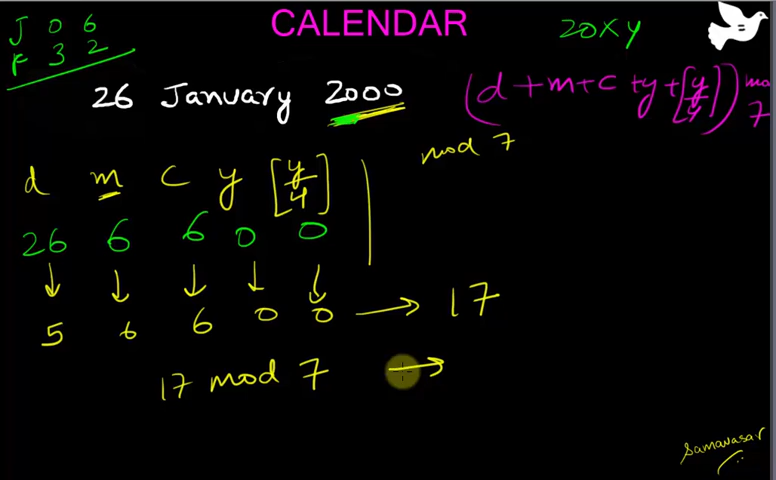 CALENDAR
J 0 6
F 3 2
20XY
26 January 2000
(d+m+c+y+[y/4]) mod 7
mod 7
d m C y [y/4]
26 6 6 0 0
↓ ↓ ↓ ↓ ↓
5 6 6 0 0 → 17
17 mod 7 →
Samavasar